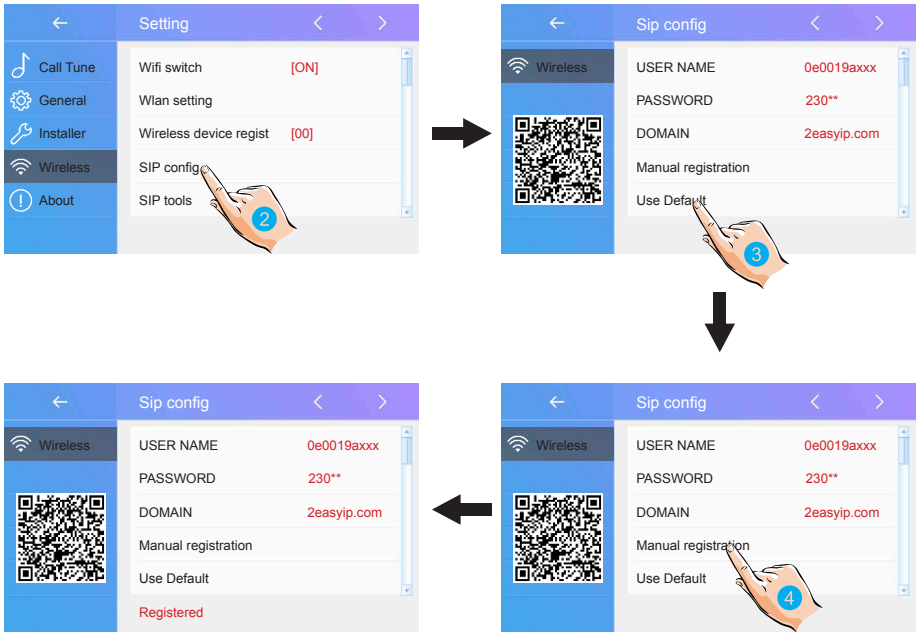 Setting
Call Tune
General
Installer
Wireless
About
Wifi switch [ON]
Wlan setting
Wireless device regist [00]
SIP config
SIP tools
2
Sip config
Wireless
USER NAME 0e0019axxx
PASSWORD 230**
DOMAIN 2easyip.com
Manual registration
Use Default
3
Sip config
Wireless
USER NAME 0e0019axxx
PASSWORD 230**
DOMAIN 2easyip.com
Manual registration
Use Default
Registered
Sip config
Wireless
USER NAME 0e0019axxx
PASSWORD 230**
DOMAIN 2easyip.com
Manual registration
Use Default
4